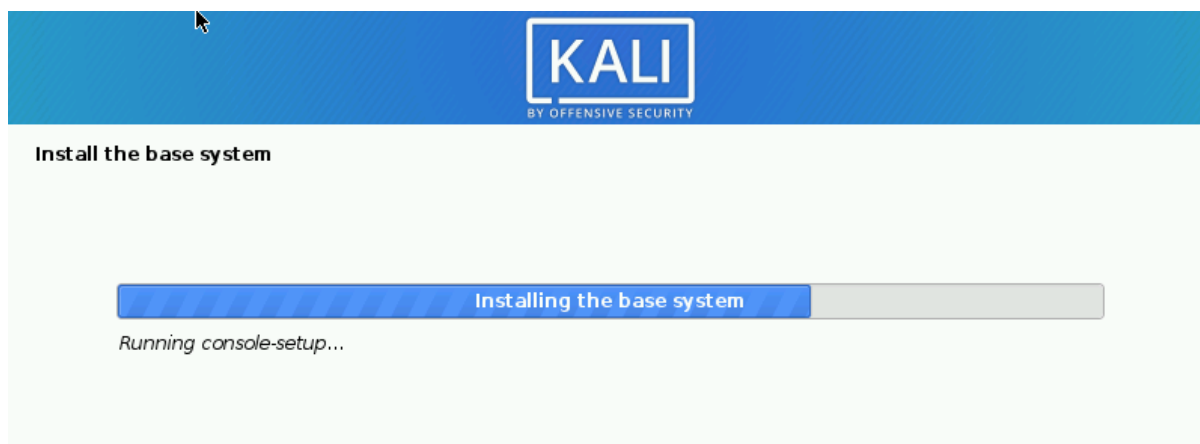 KALI
BY OFFENSIVE SECURITY
Install the base system
Installing the base system
Running console-setup...